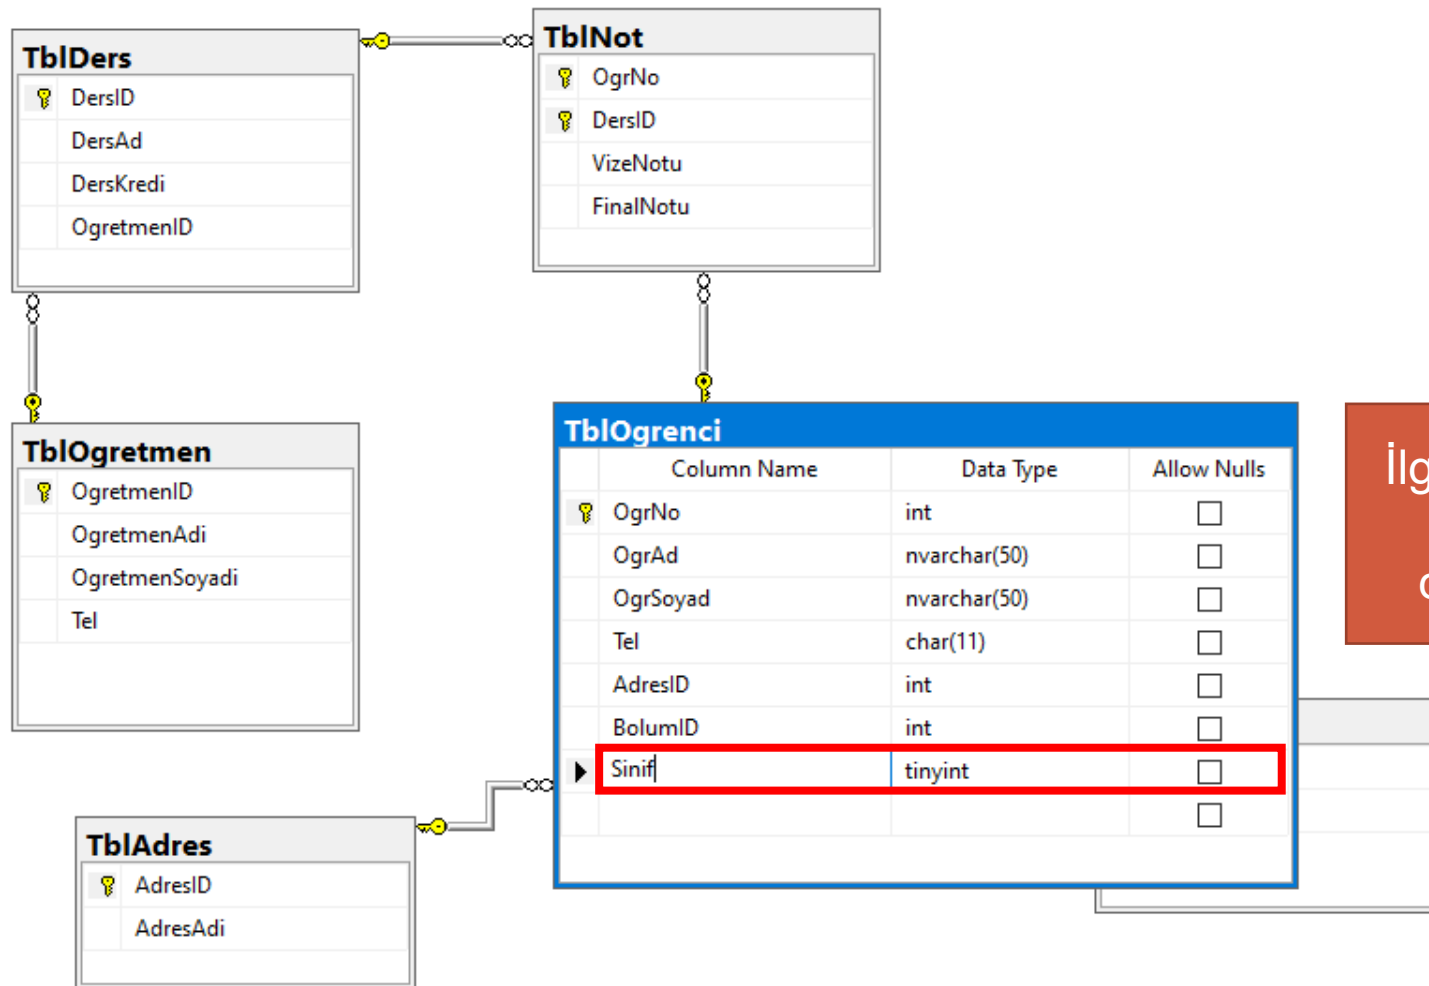 TblDers
DersID
DersAd
DersKredi
OgretmenID
TblNot
OgrNo
DersID
VizeNotu
FinalNotu
TblOgretmen
OgretmenID
OgretmenAdi
OgretmenSoyadi
Tel
TblOgrenci
Column Name Data Type Allow Nulls
OgrNo int
OgrAd nvarchar(50)
OgrSoyad nvarchar(50)
Tel char(11)
AdresID int
BolumID int
Sinif tinyint
TblAdres
AdresID
AdresAdi